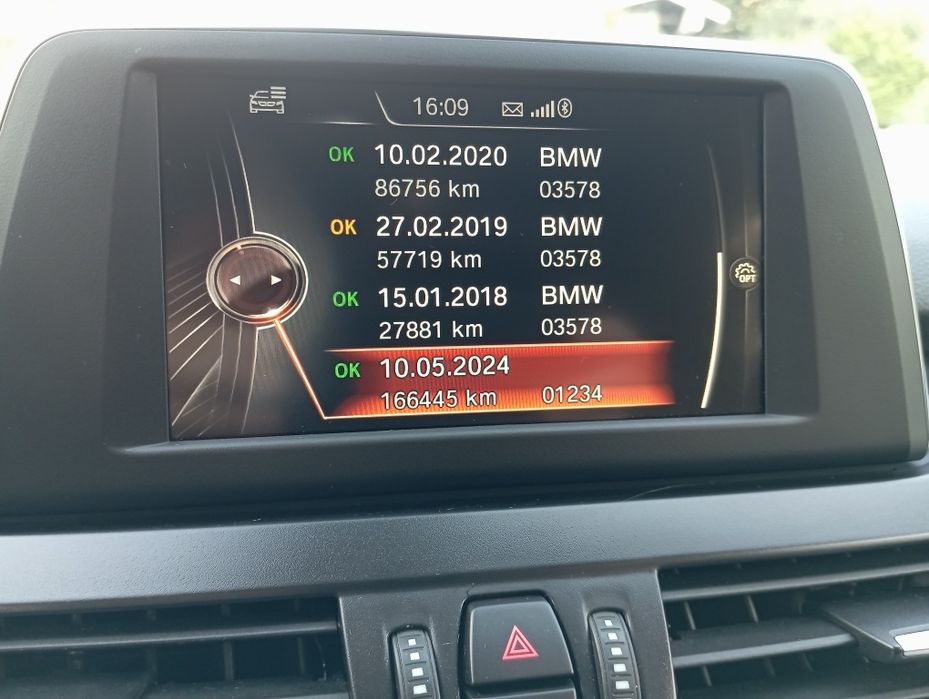 16:09
OK 10.02.2020 BMW
86756 km 03578
OK 27.02.2019 BMW
57719 km 03578
OK 15.01.2018 BMW
27881 km 03578
OK 10.05.2024
166445 km 01234
OPT